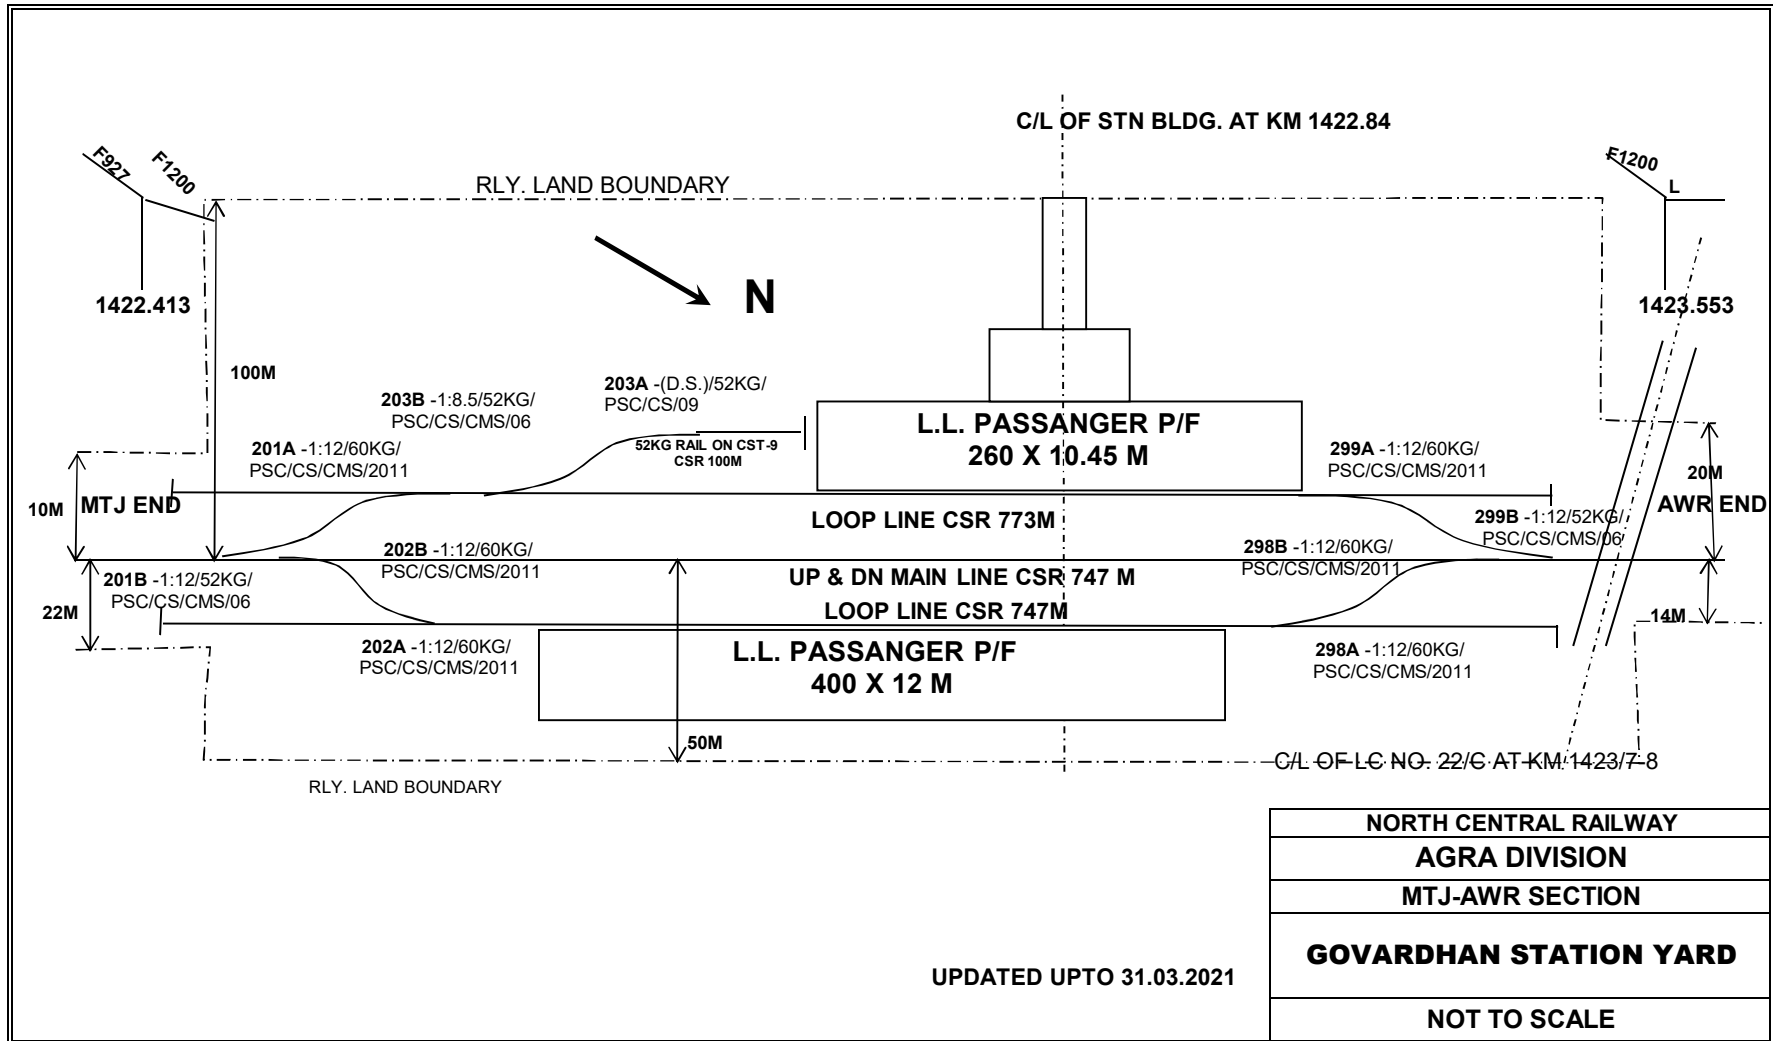 C/L OF STN BLDG. AT KM 1422.84
F927
F1200
RLY. LAND BOUNDARY
F1200
L
N
1422.413
1423.553
100M
203A -(D.S.)/52KG/
PSC/CS/09
203B -1:8.5/52KG/
PSC/CS/CMS/06
L.L. PASSANGER P/F
260 X 10.45 M
52KG RAIL ON CST-9
CSR 100M
201A -1:12/60KG/
PSC/CS/CMS/2011
299A -1:12/60KG/
PSC/CS/CMS/2011
20M
10M
MTJ END
AWR END
LOOP LINE CSR 773M
299B -1:12/52KG/
PSC/CS/CMS/06
202B -1:12/60KG/
PSC/CS/CMS/2011
298B -1:12/60KG/
PSC/CS/CMS/2011
UP & DN MAIN LINE CSR 747 M
201B -1:12/52KG/
PSC/CS/CMS/06
22M
LOOP LINE CSR 747M
14M
202A -1:12/60KG/
PSC/CS/CMS/2011
L.L. PASSANGER P/F
400 X 12 M
298A -1:12/60KG/
PSC/CS/CMS/2011
50M
C/L OF LC NO. 22/C AT KM 1423/7-8
RLY. LAND BOUNDARY
NORTH CENTRAL RAILWAY
AGRA DIVISION
MTJ-AWR SECTION
GOVARDHAN STATION YARD
UPDATED UPTO 31.03.2021
NOT TO SCALE